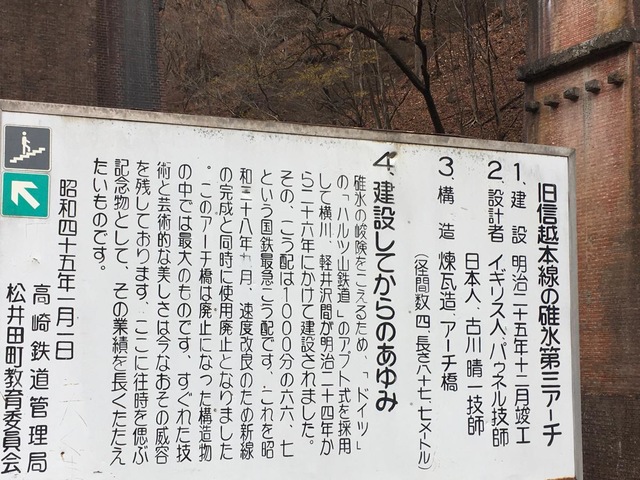 旧信越本線の碓氷第三アーチ
1. 建設 明治二十五年十二月竣工
2. 設計者 イギリス人、パウネル技師
日本人、古川晴一技師
3. 構造 煉瓦造、アーチ橋
(径間数四、長さ八十七、七メートル)
4. 建設してからのあゆみ
碓氷の峻険をこえるため、「ドイツ」
の「ハルツ山鉄道」のアプト式を採用
して横川、軽井沢間が明治二十四年か
ら二十六年にかけて建設されました。
その、こう配は1000分の六六、七
という国鉄最急こう配です、これを昭
和三十八年九月、速度改良のため新線
の完成と同時に使用廃止となりました
。このアーチ橋は廃止になった構造物
の中では最大のものです、すぐれた技
術と芸術的な美しさは今なおその威容
を残しております、ここに往時を偲ぶ
記念物として、その業績を長くたたえ
たいものです。
昭和四十五年一月一日
高崎鉄道管理局
松井田町教育委員会